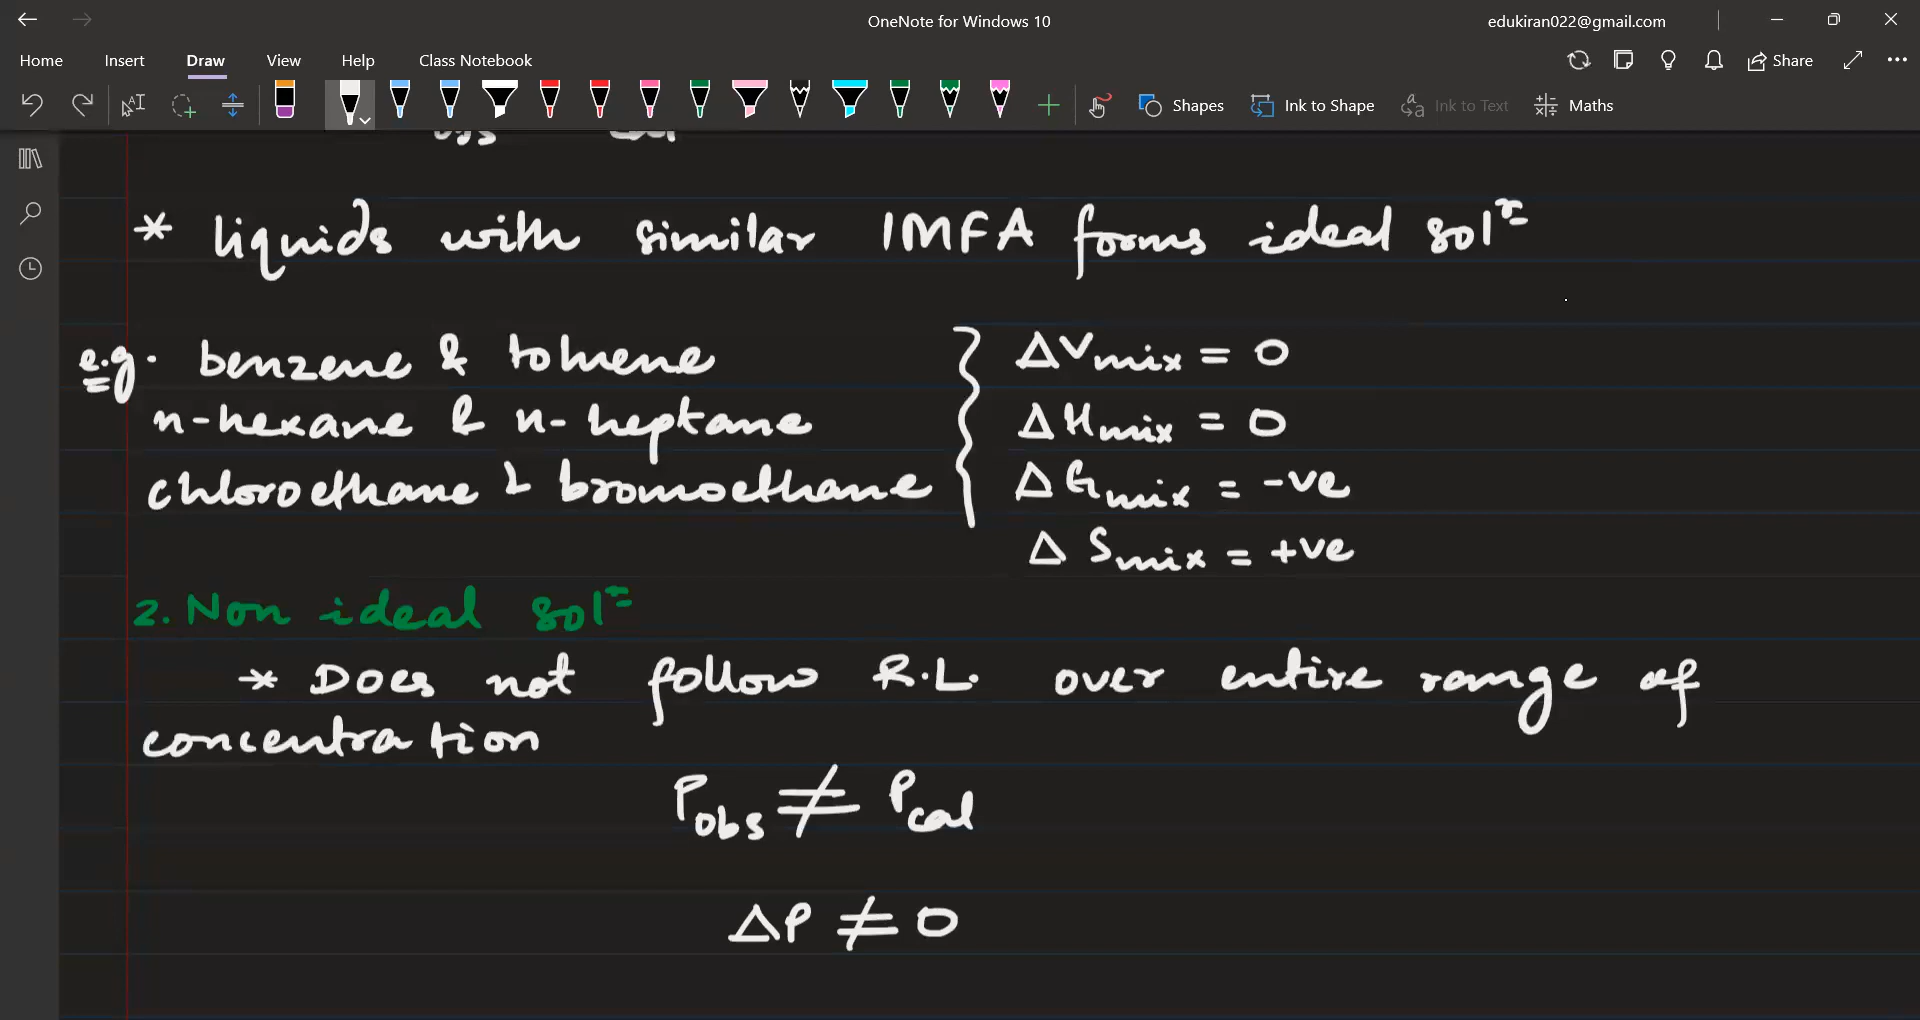 OneNote for Windows 10
edukiran022@gmail.com
Home Insert Draw View Help Class Notebook
Share
Shapes Ink to Shape Ink to Text Maths
* liquids with similar IMFA forms ideal solⁿ
e.g. benzene & toluene
n-hexane & n-heptane
chloroethane & bromoethane
ΔVmix = 0
ΔHmix = 0
ΔGmix = -ve
ΔSmix = +ve
2. Non ideal solⁿ
* Does not follow R.L. over entire range of
concentration
Pobs ≠ Pcal
ΔP ≠ 0